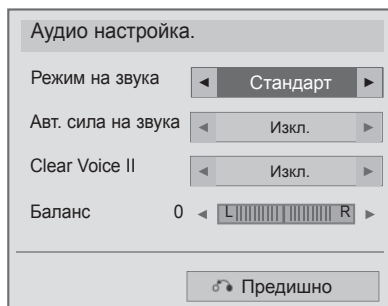 Аудио настройка.
Режим на звука ◄ Стандарт ►
Авт. сила на звука ◄ Изкл. ►
Clear Voice II ◄ Изкл. ►
Баланс 0 ◄ L R ►
Предишно